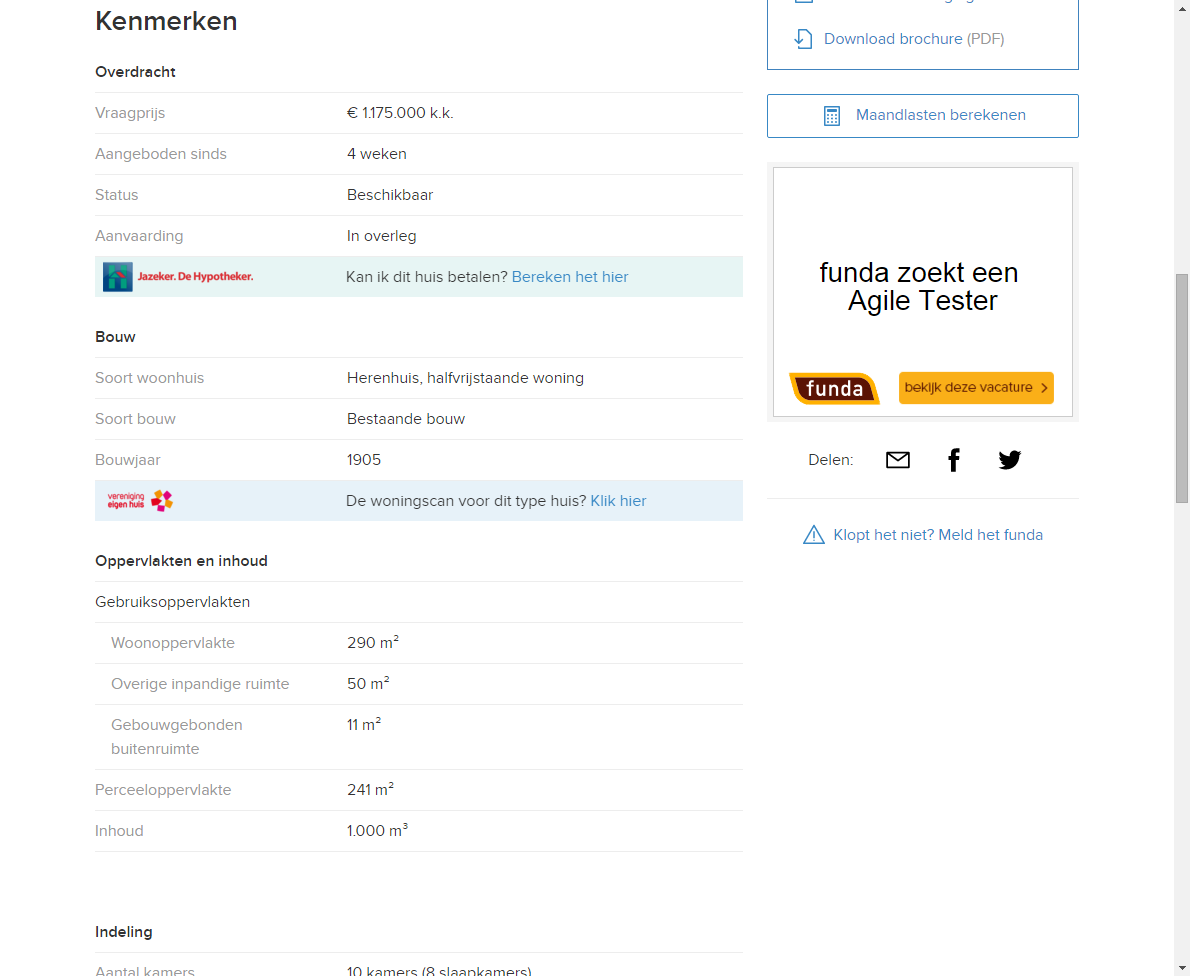 Kenmerken
Overdracht
Vraagprijs € 1.175.000 k.k.
Aangeboden sinds 4 weken
Status Beschikbaar
Aanvaarding In overleg
Jazeker. De Hypotheker. Kan ik dit huis betalen? Bereken het hier
Bouw
Soort woonhuis Herenhuis, halfvrijstaande woning
Soort bouw Bestaande bouw
Bouwjaar 1905
vereniging
eigen huis
De woningscan voor dit type huis? Klik hier
Oppervlakten en inhoud
Gebruiksoppervlakten
Woonoppervlakte 290 m²
Overige inpandige ruimte 50 m²
Gebouwgebonden 11 m²
buitenruimte
Perceeloppervlakte 241 m²
Inhoud 1.000 m³
Indeling
Aantal kamers 10 kamers (8 slaapkamers)
Download brochure (PDF)
Maandlasten berekenen
funda zoekt een
Agile Tester
funda bekijk deze vacature
Delen:
Klopt het niet? Meld het funda